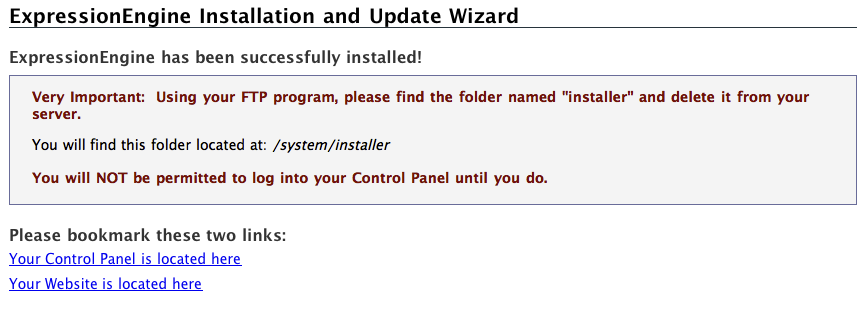 ExpressionEngine Installation and Update Wizard
ExpressionEngine has been successfully installed!
Very Important:  Using your FTP program, please find the folder named "installer" and delete it from your
server.
You will find this folder located at: /system/installer
You will NOT be permitted to log into your Control Panel until you do.
Please bookmark these two links:
Your Control Panel is located here
Your Website is located here